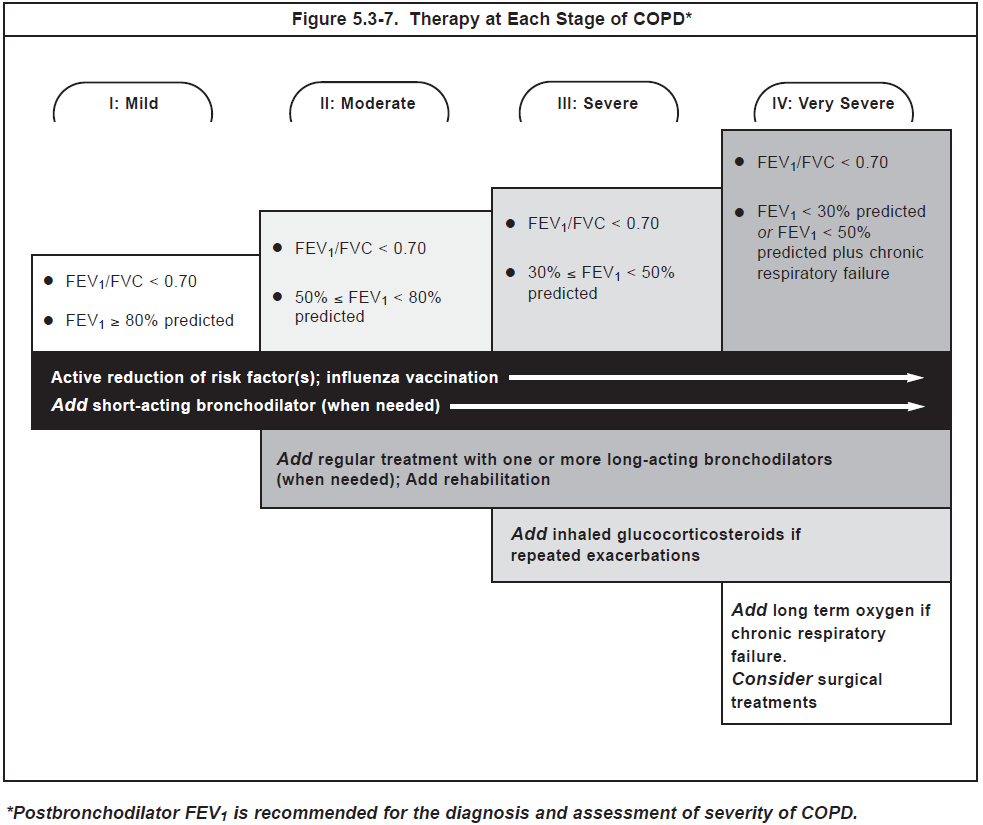 Figure 5.3-7. Therapy at Each Stage of COPD*
I: Mild
II: Moderate
III: Severe
IV: Very Severe
● FEV₁/FVC < 0.70
● FEV₁ ≥ 80% predicted
● FEV₁/FVC < 0.70
● 50% ≤ FEV₁ < 80%
predicted
● FEV₁/FVC < 0.70
● 30% ≤ FEV₁ < 50%
predicted
● FEV₁/FVC < 0.70
● FEV₁ < 30% predicted
or FEV₁ < 50%
predicted plus chronic
respiratory failure
Active reduction of risk factor(s); influenza vaccination
Add short-acting bronchodilator (when needed)
Add regular treatment with one or more long-acting bronchodilators
(when needed); Add rehabilitation
Add inhaled glucocorticosteroids if
repeated exacerbations
Add long term oxygen if
chronic respiratory
failure.
Consider surgical
treatments
*Postbronchodilator FEV₁ is recommended for the diagnosis and assessment of severity of COPD.